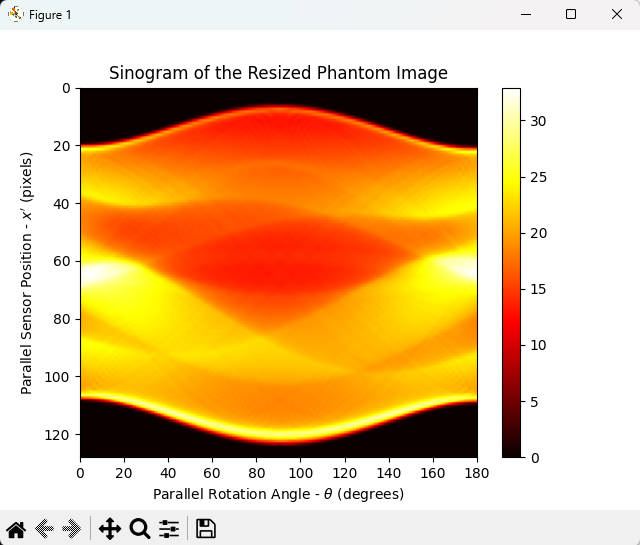 Figure 1
Sinogram of the Resized Phantom Image
0
20
40
60
80
100
120
Parallel Sensor Position - x′ (pixels)
0 20 40 60 80 100 120 140 160 180
Parallel Rotation Angle - θ (degrees)
30
25
20
15
10
5
0